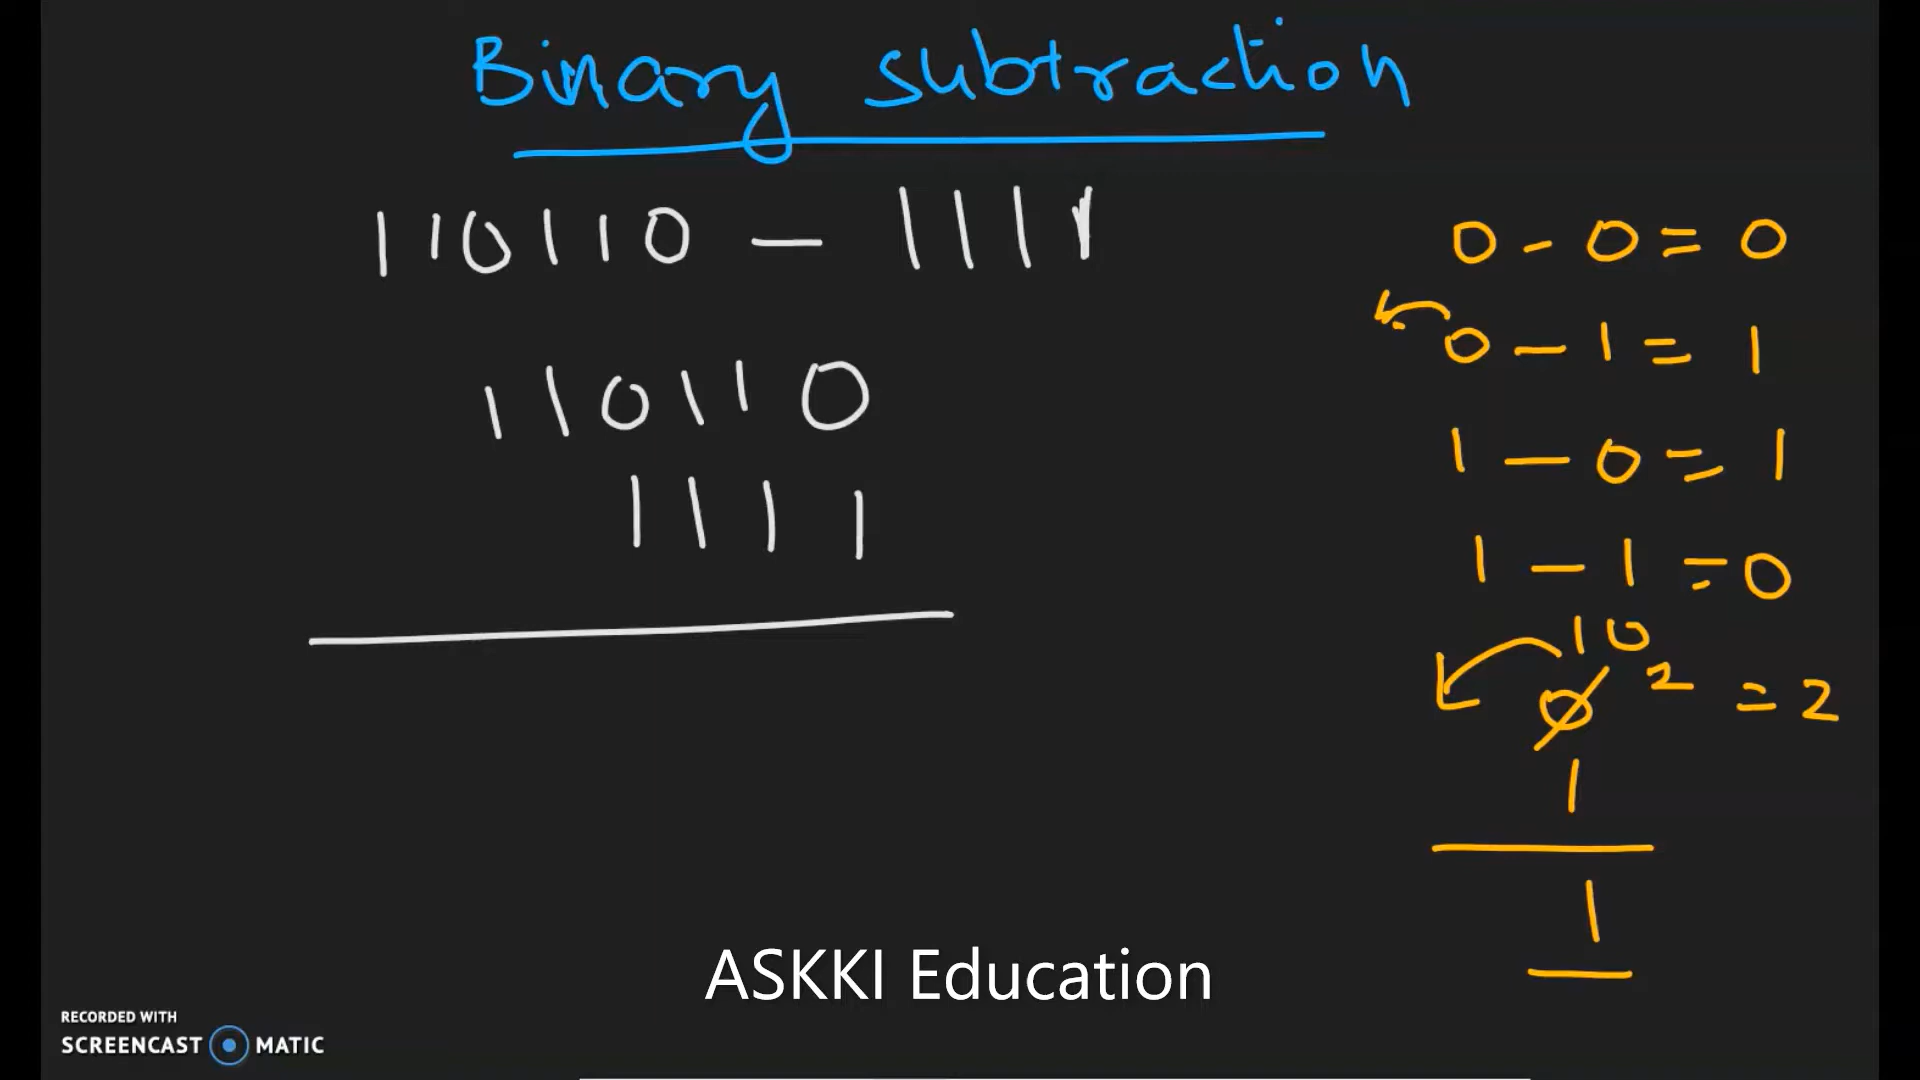 Binary subtraction
110110 - 1111
110110
1111
0 - 0 = 0
0 - 1 = 1
1 - 0 = 1
1 - 1 = 0
10
0 2 = 2
1
1
ASKKI Education
RECORDED WITH
SCREENCAST MATIC